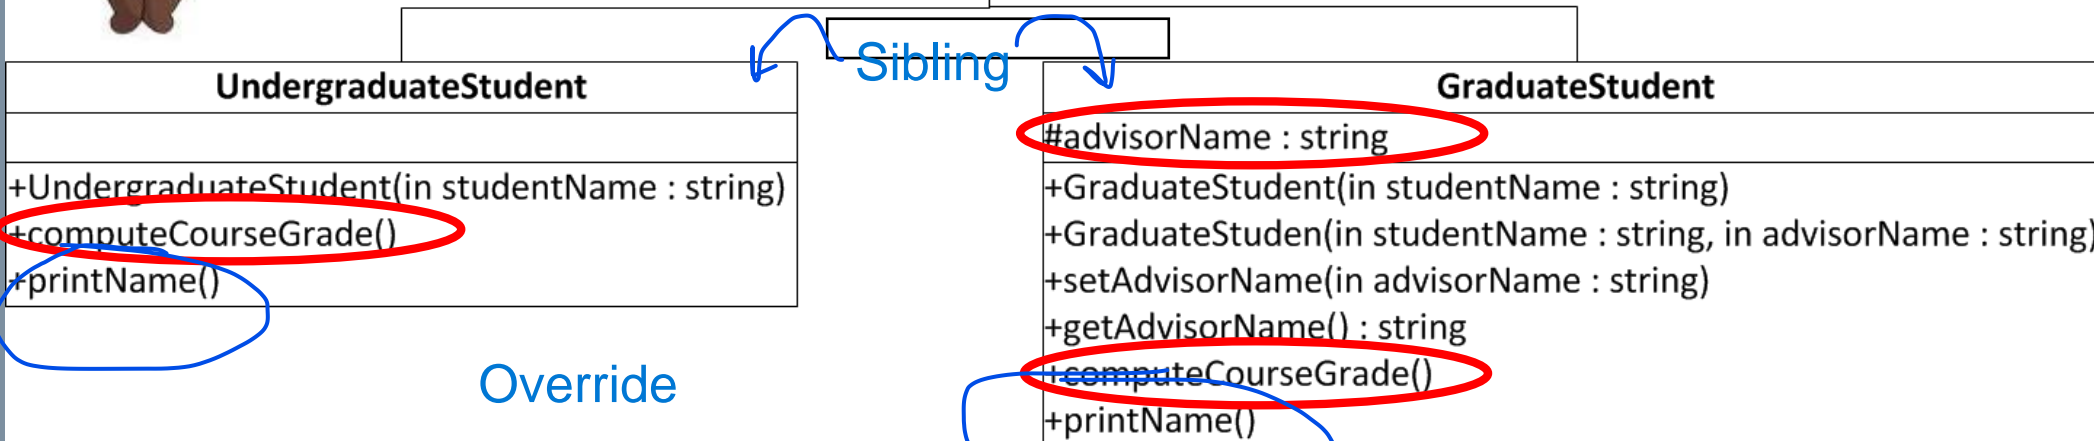 Sibling
UndergraduateStudent
+UndergraduateStudent(in studentName : string)
+computeCourseGrade()
+printName()
Override
GraduateStudent
#advisorName : string
+GraduateStudent(in studentName : string)
+GraduateStuden(in studentName : string, in advisorName : string)
+setAdvisorName(in advisorName : string)
+getAdvisorName() : string
+computeCourseGrade()
+printName()